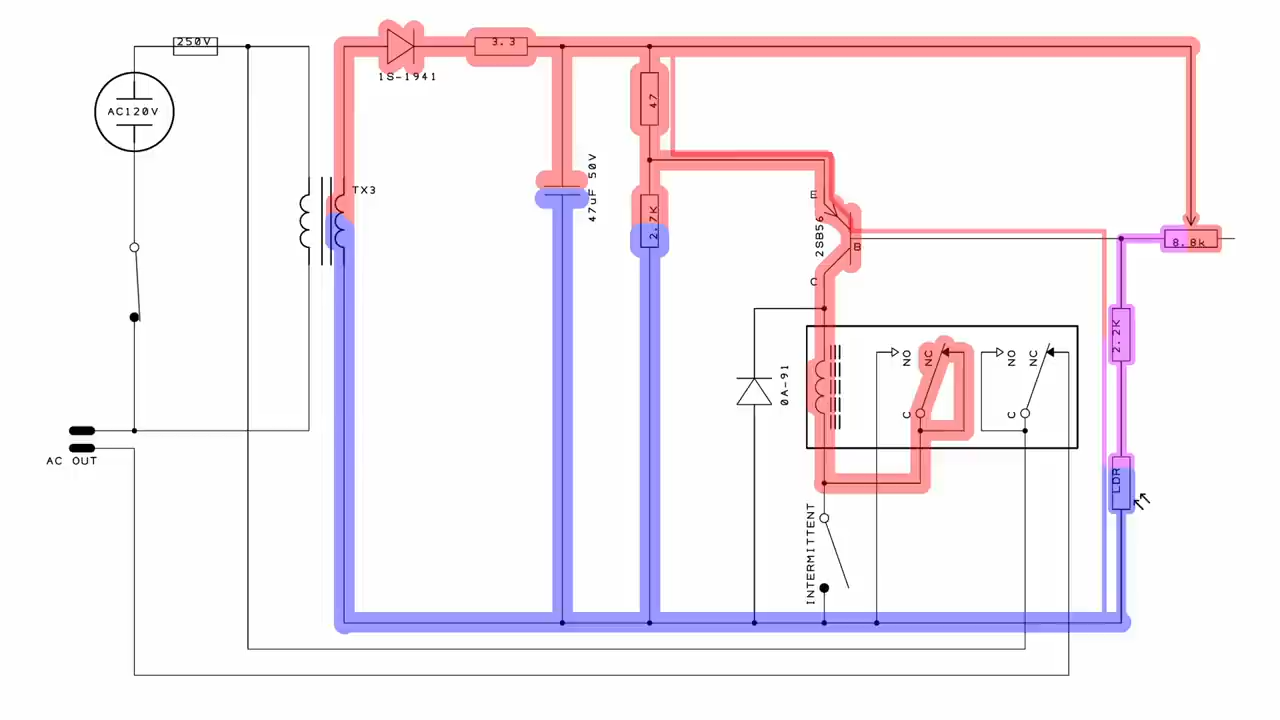 250V
3.3
1S-1941
47
AC120V
TX3
47uF 50V
2.7K
E
2SB56
B
8.8k
C
2.2K
NO
NC
NO
NC
0A-91
C
C
AC OUT
LDR
INTERMITTENT